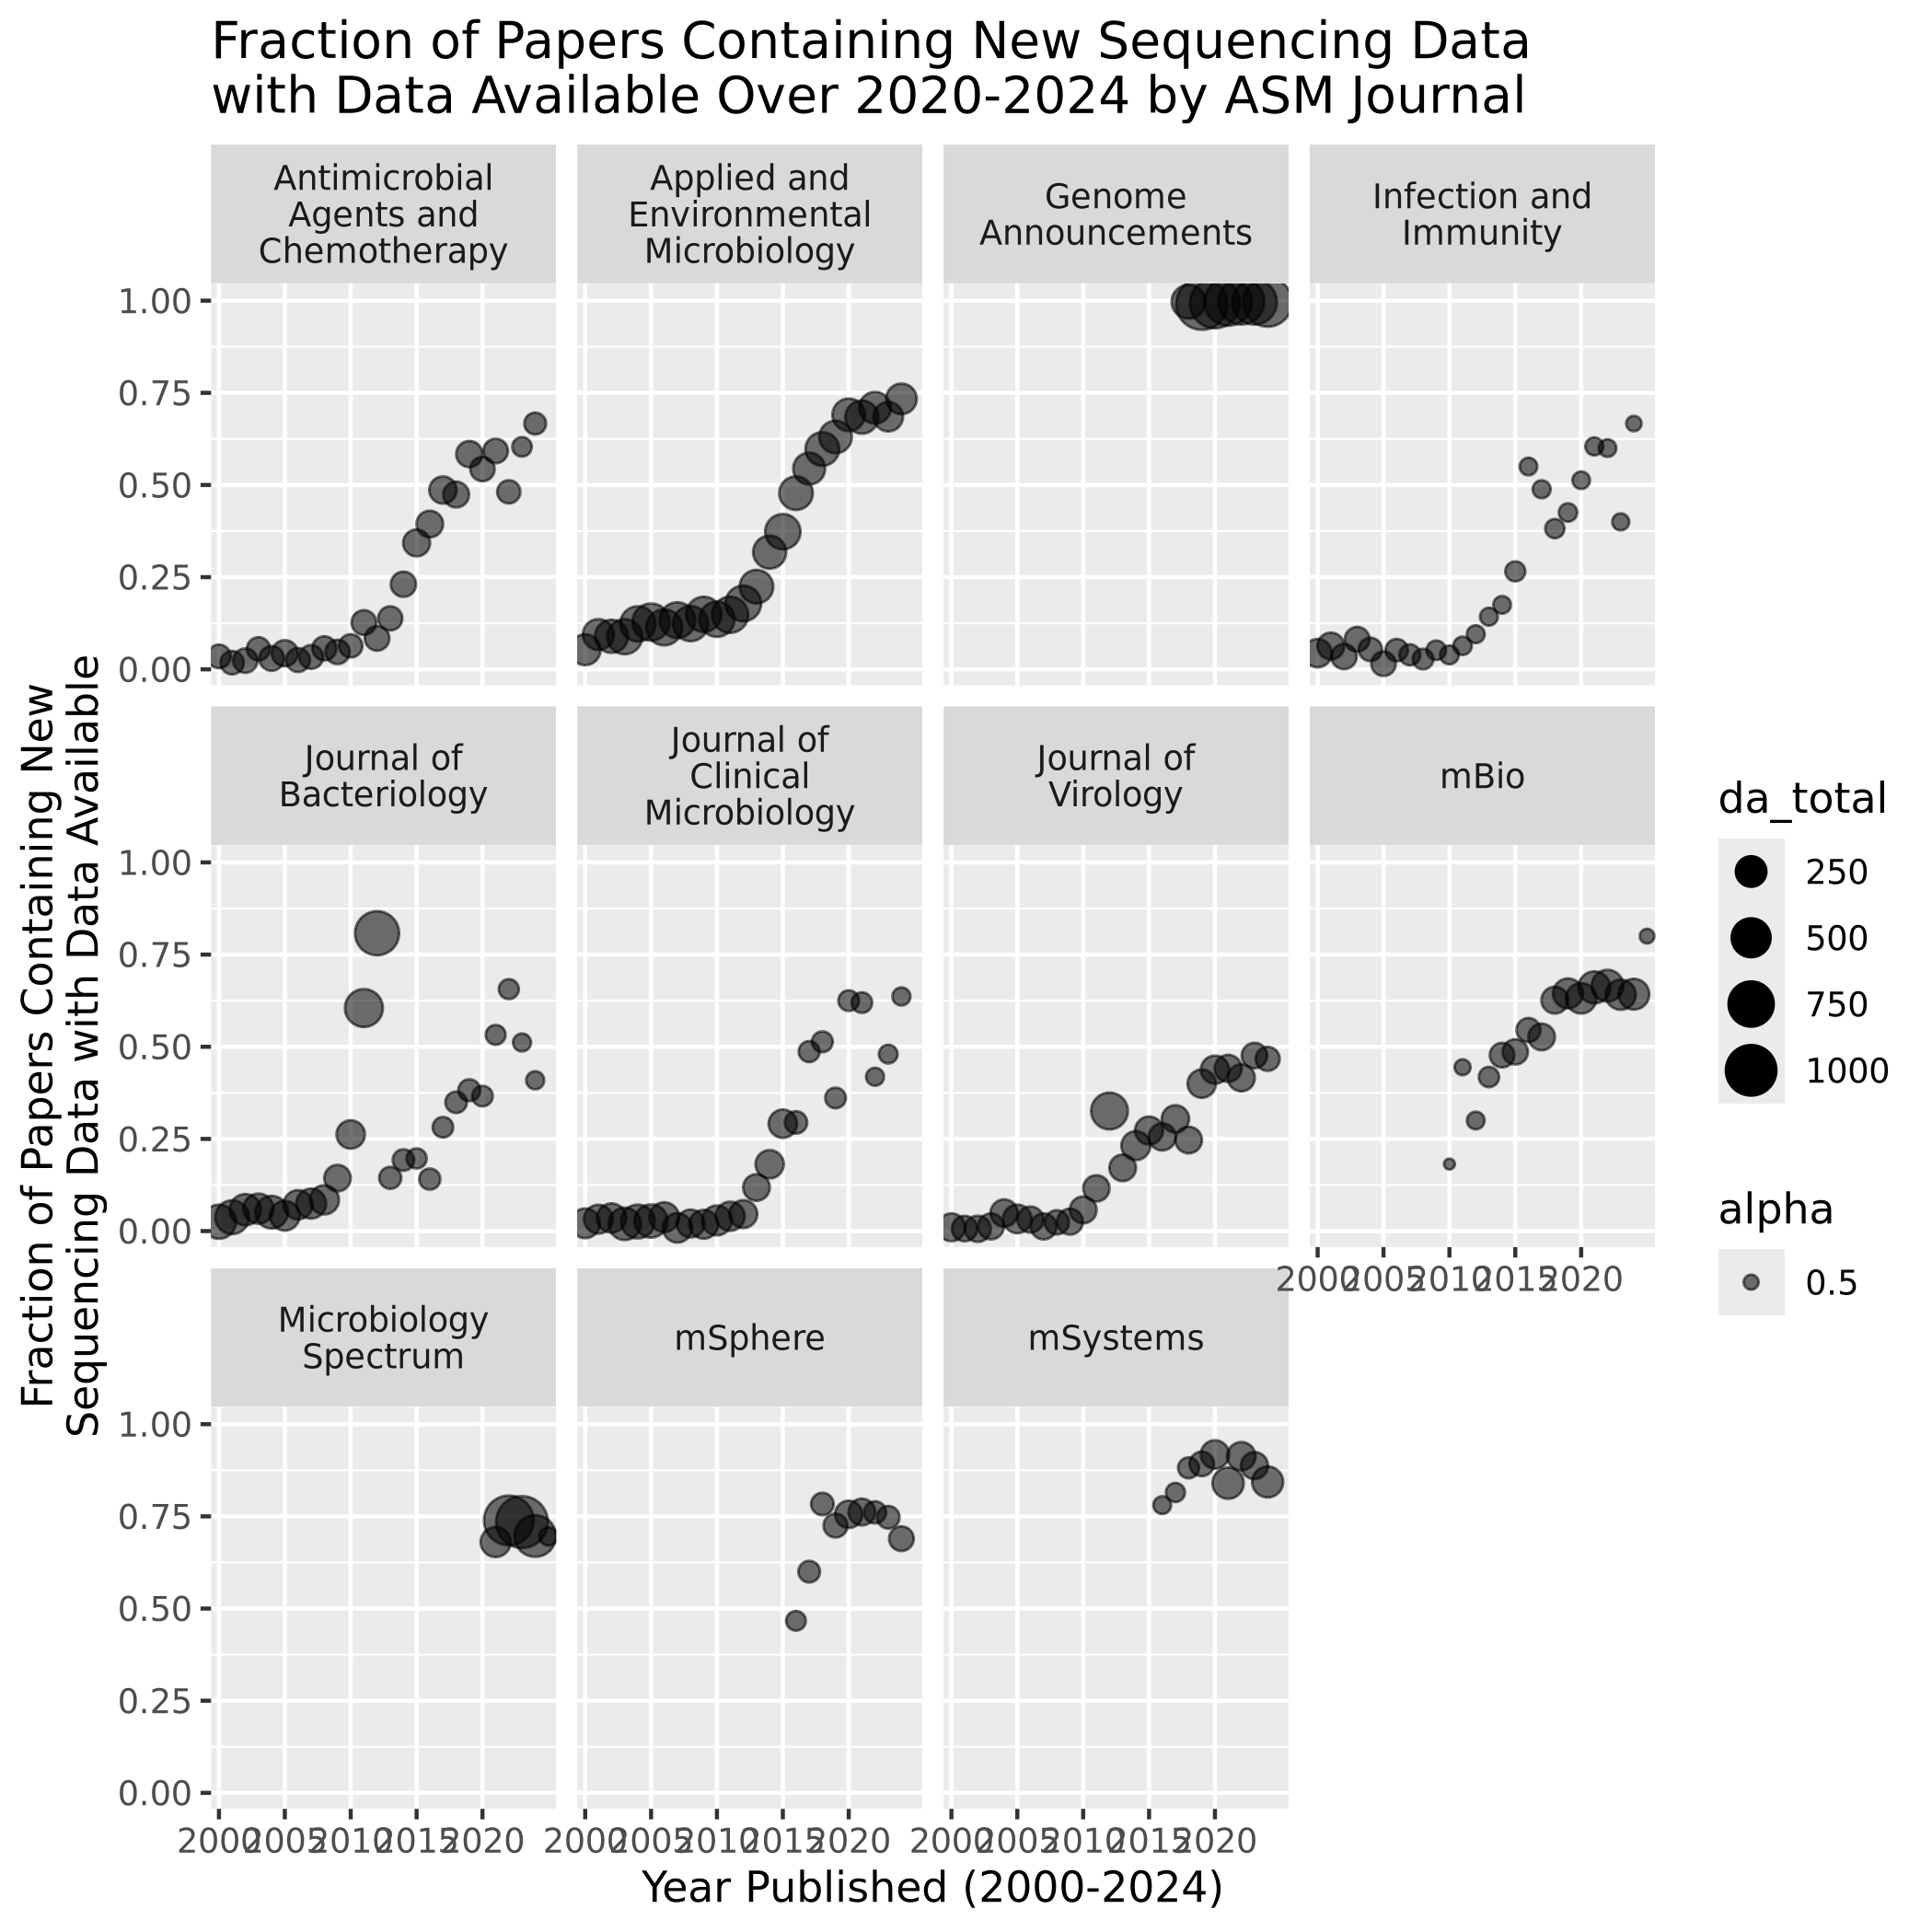 Fraction of Papers Containing New Sequencing Data
with Data Available Over 2020-2024 by ASM Journal
Antimicrobial
Agents and
Chemotherapy
Applied and
Environmental
Microbiology
Genome
Announcements
Infection and
Immunity
1.00
0.75
0.50
0.25
0.00
Journal of
Bacteriology
Journal of
Clinical
Microbiology
Journal of
Virology
mBio
1.00
0.75
0.50
0.25
0.00
2000 2005 2010 2015 2020
Microbiology
Spectrum
mSphere
mSystems
1.00
0.75
0.50
0.25
0.00
2000 2005 2010 2015 2020
2000 2005 2010 2015 2020
2000 2005 2010 2015 2020
Year Published (2000-2024)
Fraction of Papers Containing New
Sequencing Data with Data Available
da_total
250
500
750
1000
alpha
0.5